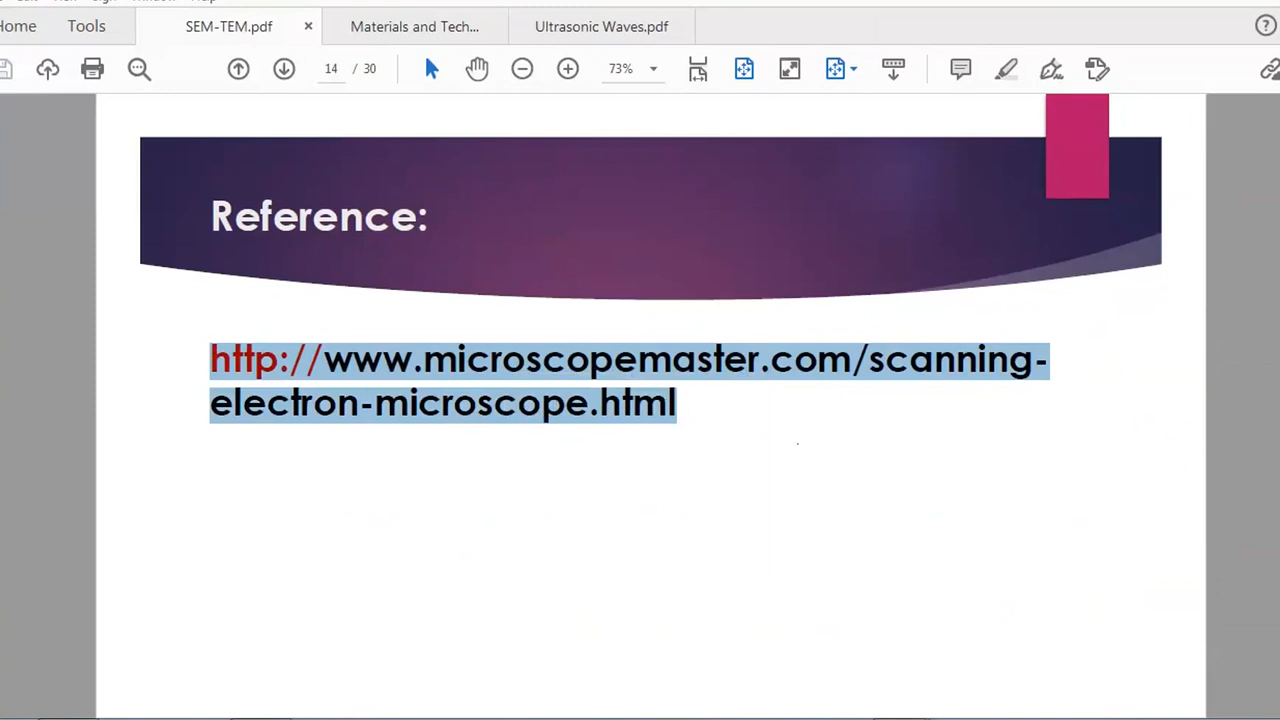 Home Tools SEM-TEM.pdf × Materials and Tech... Ultrasonic Waves.pdf
14 / 30 73%
Reference:
http://www.microscopemaster.com/scanning-
electron-microscope.html